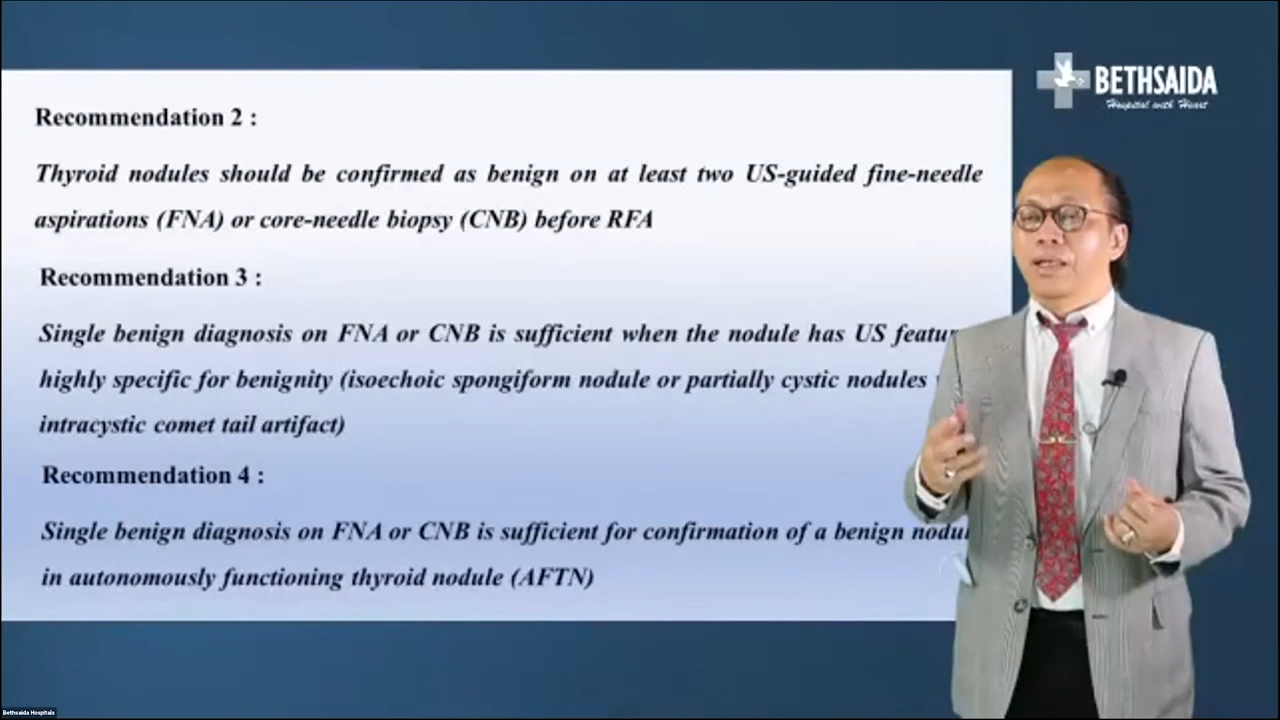 BETHSAIDA
Hospital with Heart
Recommendation 2 :
Thyroid nodules should be confirmed as benign on at least two US-guided fine-needle
aspirations (FNA) or core-needle biopsy (CNB) before RFA
Recommendation 3 :
Single benign diagnosis on FNA or CNB is sufficient when the nodule has US
highly specific for benignity (isoechoic spongiform nodule or partially cystic nodules
intracystic comet tail artifact)
Recommendation 4 :
Single benign diagnosis on FNA or CNB is sufficient for confirmation of a benign
in autonomously functioning thyroid nodule (AFTN)
Bethsaida Hospitals